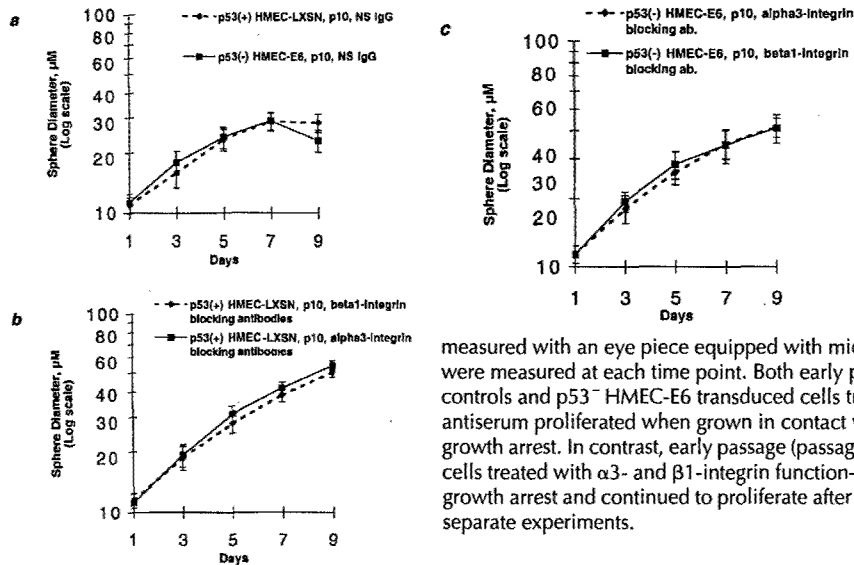 a
p53(+) HMEC-LXSN, p10, NS IgG
p53(-) HMEC-E6, p10, NS IgG
Sphere Diameter, µM
(Log scale)
100
60
40
30
20
10
1 3 5 7 9
Days
b
p53(+) HMEC-LXSN, p10, beta1-integrin
blocking antibodies
p53(+) HMEC-LXSN, p10, alpha3-integrin
blocking antibodies
Sphere Diameter, µM
(Log scale)
100
60
50
40
30
20
10
1 3 5 7 9
Days
c
p53(-) HMEC-E6, p10, alpha3-integrin
blocking ab.
p53(-) HMEC-E6, p10, beta1-integrin
blocking ab.
Sphere Diameter, µM
(Log scale)
100
60
40
30
20
10
1 3 5 7 9
Days
measured with an eye piece equipped with
were measured at each time point. Both early
controls and p53⁻ HMEC-E6 transduced cells
antiserum proliferated when grown in contact
growth arrest. In contrast, early passage
cells treated with α3- and β1-integrin function-
growth arrest and continued to proliferate after
separate experiments.